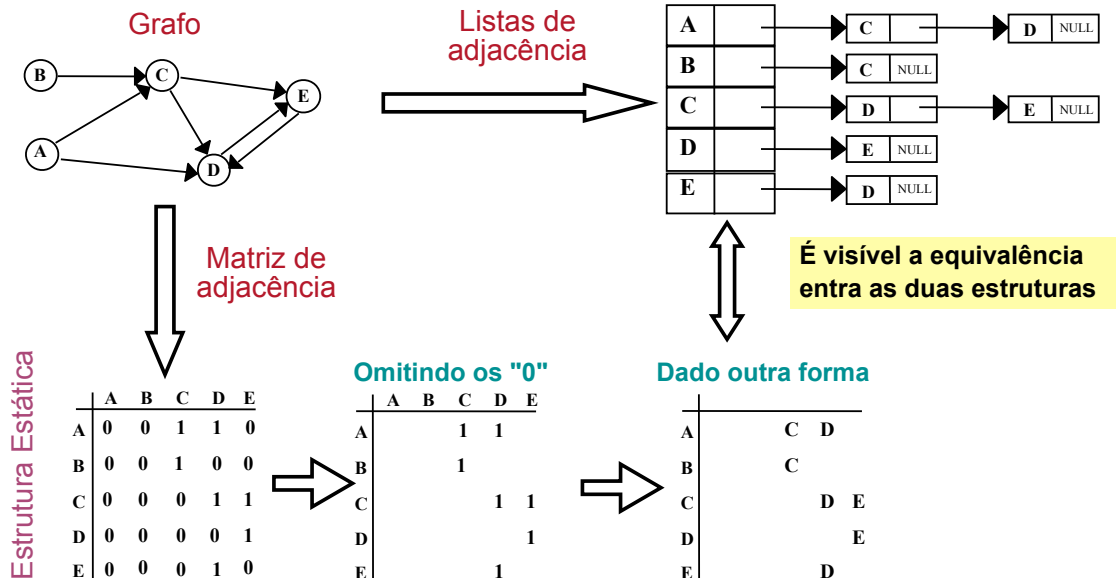 Grafo
B
C
E
A
D
Listas de
adjacência
A C D NULL
B C NULL
C D E NULL
D E NULL
E D NULL
Matriz de
adjacência
É visível a equivalência
entra as duas estruturas
Estrutura Estática
A B C D E
A 0 0 1 1 0
B 0 0 1 0 0
C 0 0 0 1 1
D 0 0 0 0 1
E 0 0 0 1 0
Omitindo os "0"
A B C D E
A 1 1
B 1
C 1 1
D 1
E 1
Dado outra forma
A C D
B C
C D E
D E
E D